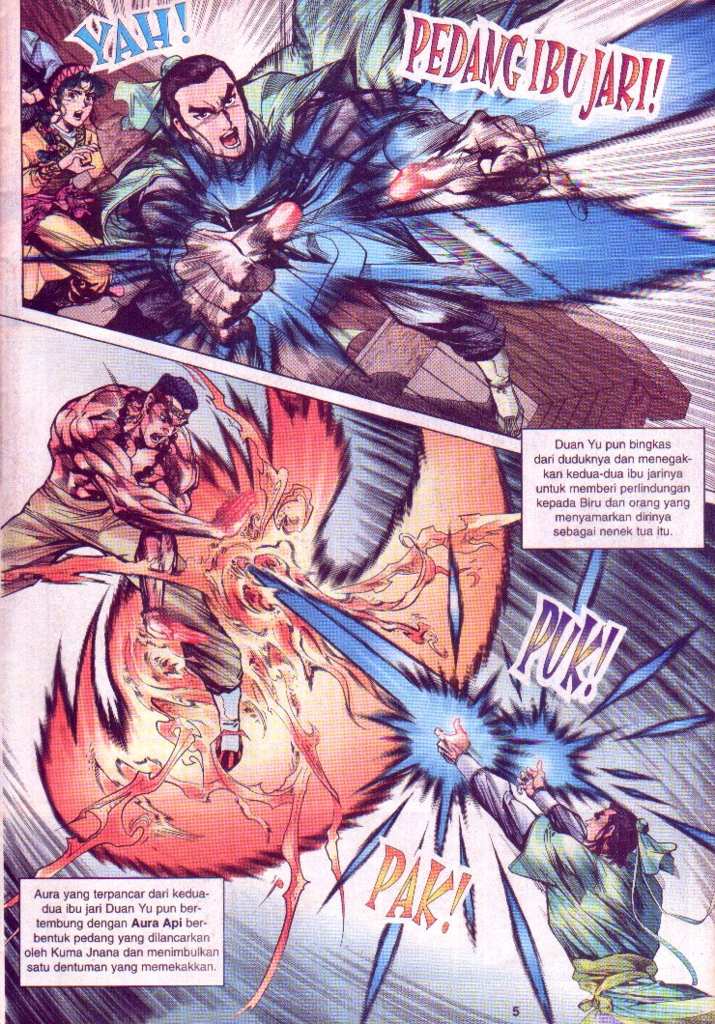 YAH!
PEDANG IBU JARI!
Duan Yu pun bingkas
dari duduknya dan menegak-
kan kedua-dua ibu jarinya
untuk memberi perlindungan
kepada Biru dan orang yang
menyamarkan dirinya
sebagai nenek tua itu.
PUK!
PAK!
Aura yang terpancar dari kedua-
dua ibu jari Duan Yu pun ber-
tembung dengan Aura Api ber-
bentuk pedang yang dilancarkan
oleh Kuma Jnana dan menimbulkan
satu dentuman yang memekakkan.
5